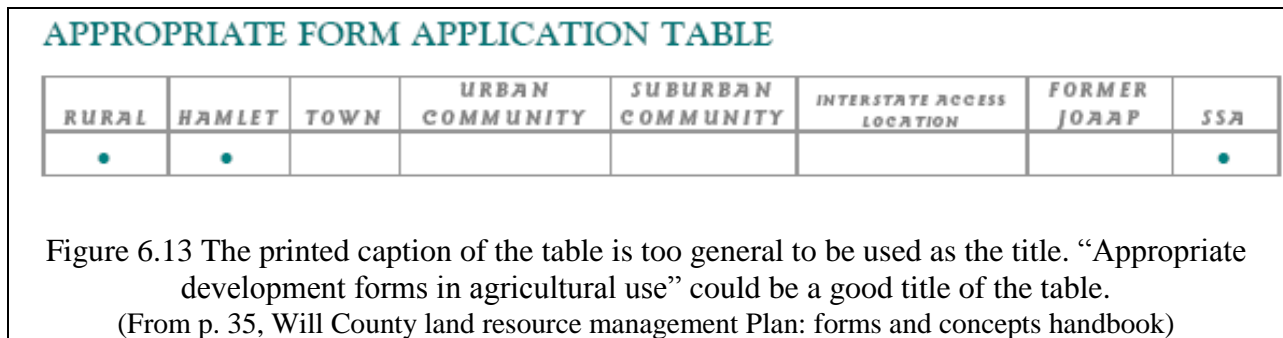 APPROPRIATE FORM APPLICATION TABLE
RURAL HAMLET TOWN URBAN COMMUNITY SUBURBAN COMMUNITY INTERSTATE ACCESS LOCATION FORMER JOAAP SSA
• • •
Figure 6.13 The printed caption of the table is too general to be used as the title. “Appropriate
development forms in agricultural use” could be a good title of the table.
(From p. 35, Will County land resource management Plan: forms and concepts handbook)